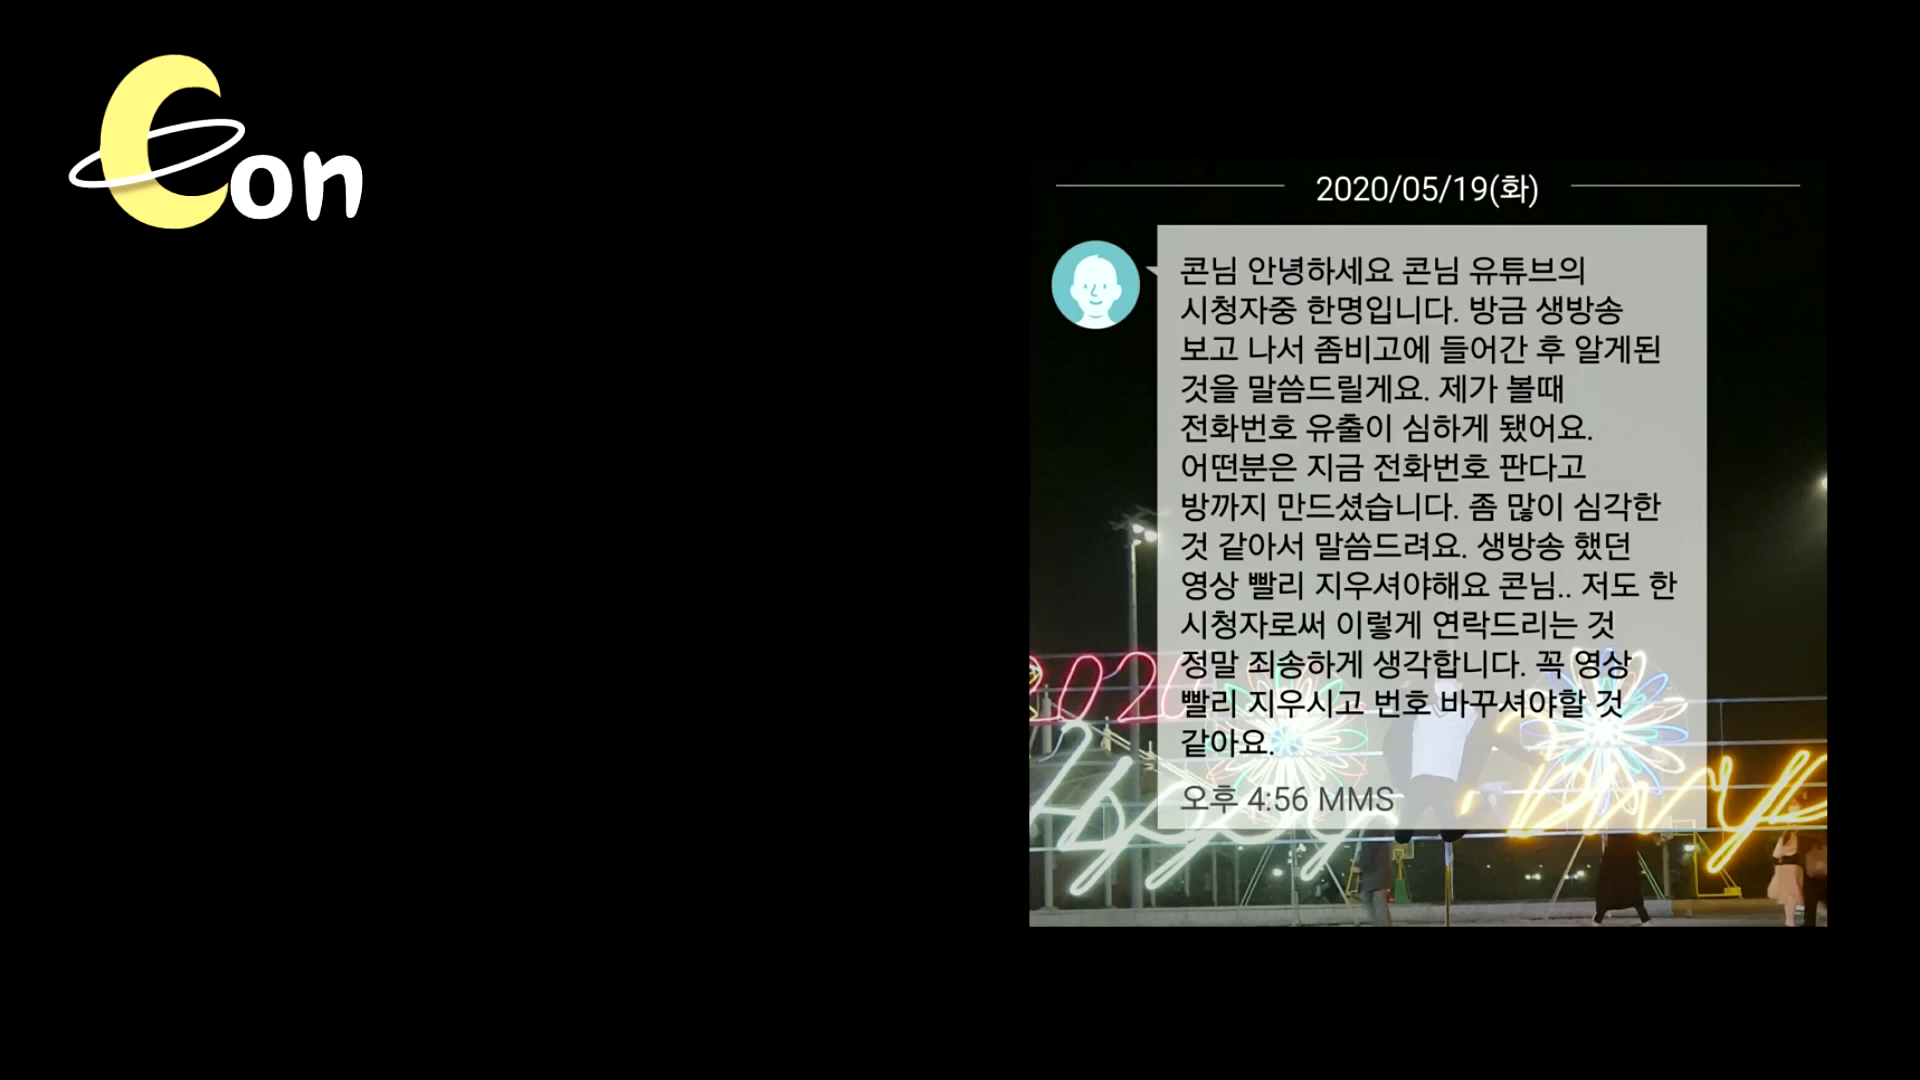 Con
2020/05/19(화)
콘님 안녕하세요 콘님 유튜브의
시청자중 한명입니다. 방금 생방송
보고 나서 좀비고에 들어간 후 알게된
것을 말씀드릴게요. 제가 볼때
전화번호 유출이 심하게 됐어요.
어떤분은 지금 전화번호 판다고
방까지 만드셨습니다. 좀 많이 심각한
것 같아서 말씀드려요. 생방송 했던
영상 빨리 지우셔야해요 콘님.. 저도 한
시청자로써 이렇게 연락드리는 것
정말 죄송하게 생각합니다. 꼭 영상
빨리 지우시고 번호 바꾸셔야할 것
같아요.
오후 4:56 MMS
2020
Happy